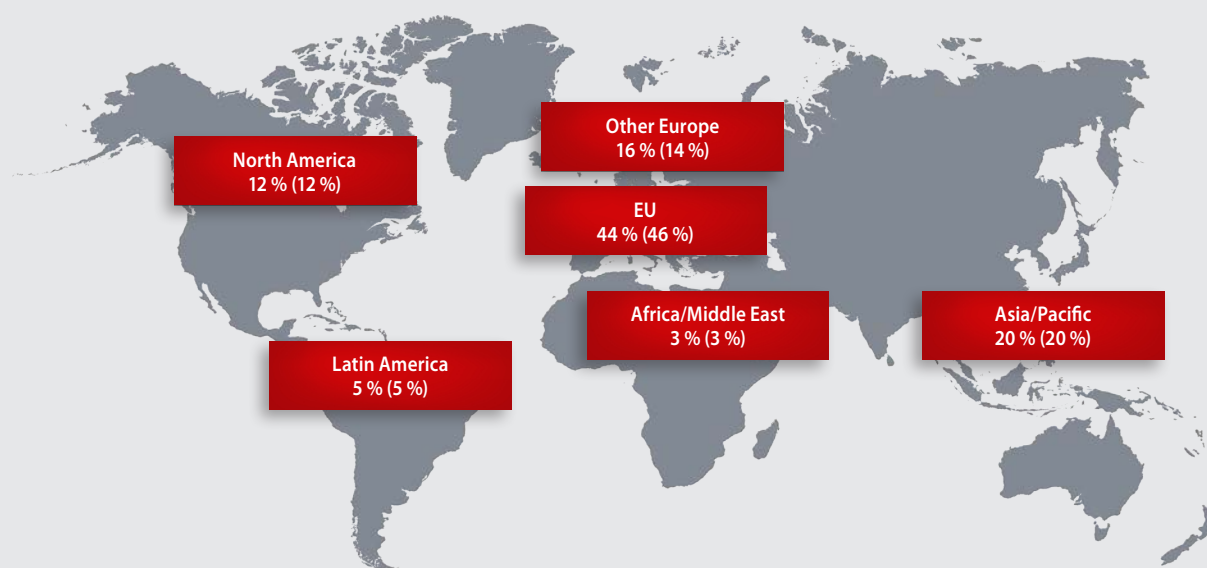 Other Europe
16 % (14 %)
North America
12 % (12 %)
EU
44 % (46 %)
Africa/Middle East
3 % (3 %)
Asia/Pacific
20 % (20 %)
Latin America
5 % (5 %)